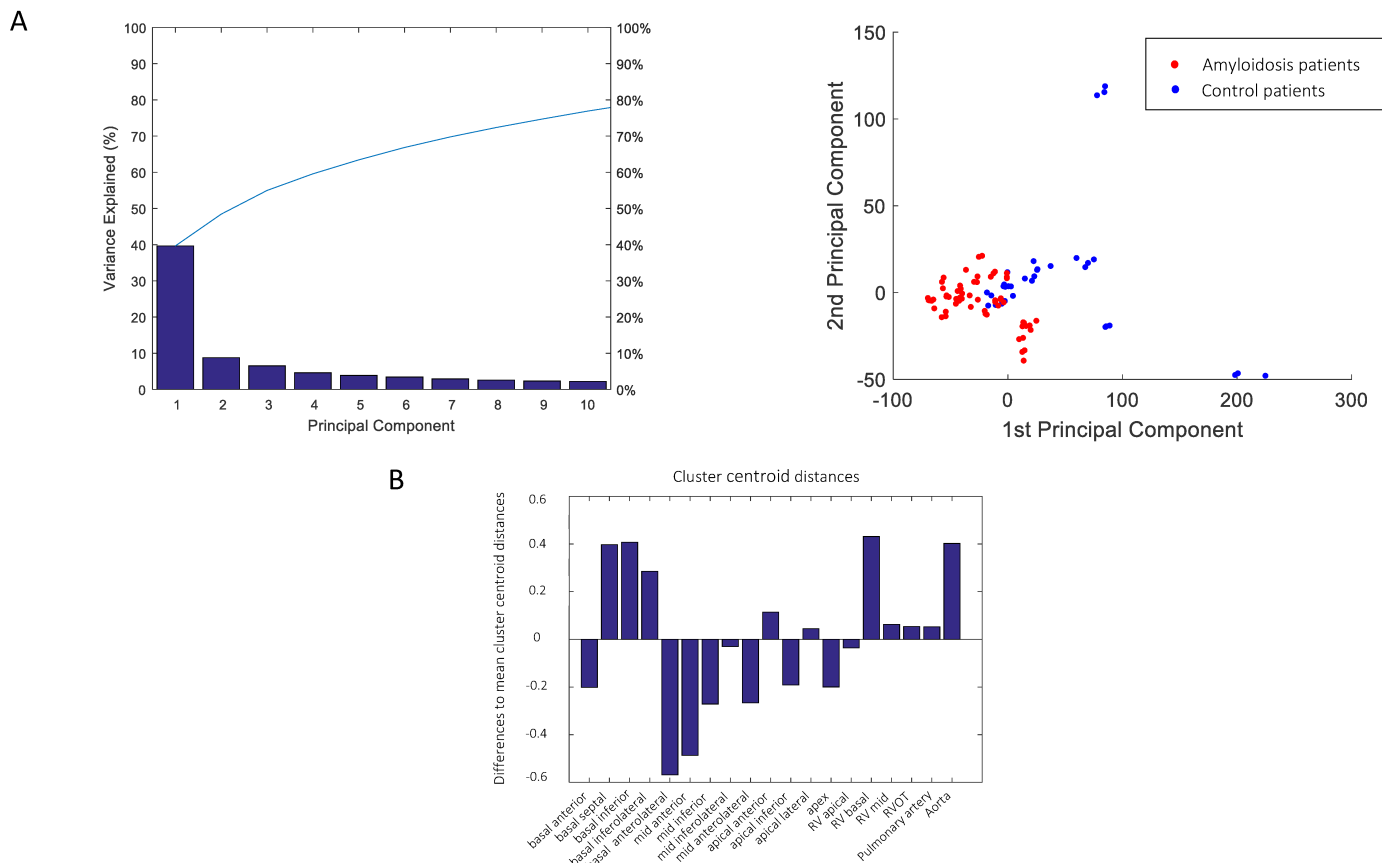 A
100
90
80
70
60
50
40
30
20
10
0
Variance Explained (%)
100%
90%
80%
70%
60%
50%
40%
30%
20%
10%
0%
1 2 3 4 5 6 7 8 9 10
Principal Component
150
100
50
0
-50
2nd Principal Component
-100 0 100 200 300
1st Principal Component
Amyloidosis patients
Control patients
B
Cluster centroid distances
Differences to mean cluster centroid distances
0.6
0.4
0.2
0
-0.2
-0.4
-0.6
basal anterior
basal septal
basal inferior
basal inferolateral
basal anterolateral
mid anterior
mid inferior
mid inferolateral
mid anterolateral
apical anterior
apical inferior
apical lateral
apex
RV apical
RV basal
RV mid
RVOT
Pulmonary artery
Aorta